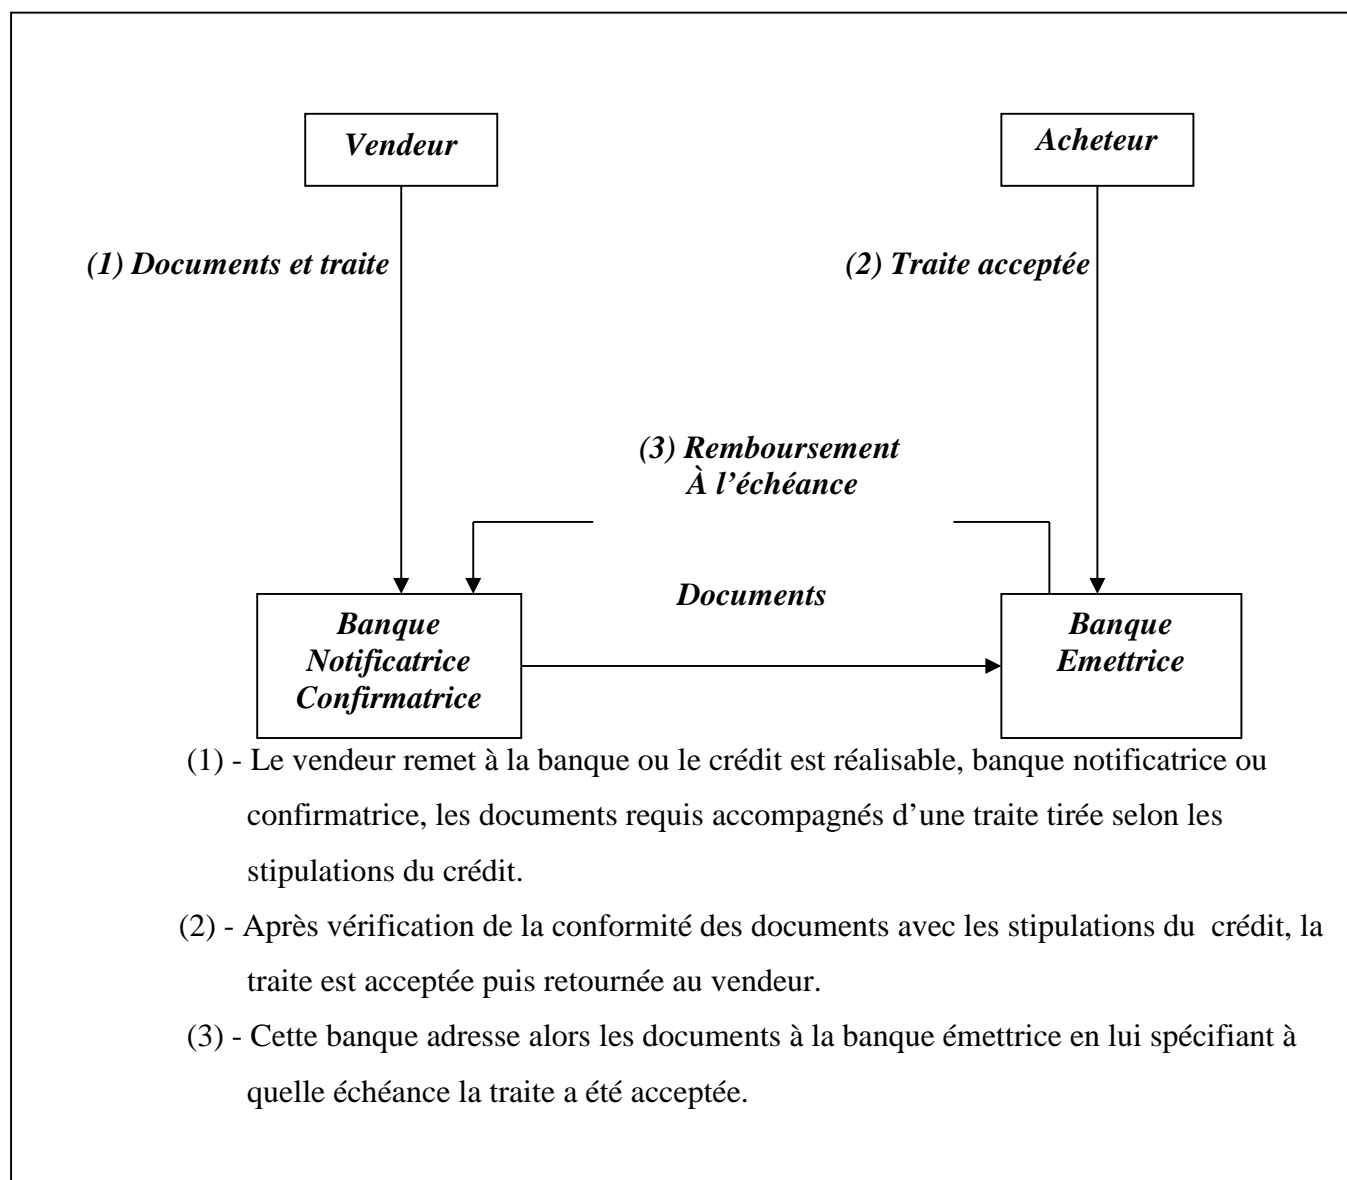 Vendeur
Acheteur
(1) Documents et traite
(2) Traite acceptée
(3) Remboursement
À l’échéance
Documents
Banque
Notificatrice
Confirmatrice
Banque
Emettrice
(1) - Le vendeur remet à la banque ou le crédit est réalisable, banque notificatrice ou
confirmatrice, les documents requis accompagnés d’une traite tirée selon les
stipulations du crédit.
(2) - Après vérification de la conformité des documents avec les stipulations du crédit, la
traite est acceptée puis retournée au vendeur.
(3) - Cette banque adresse alors les documents à la banque émettrice en lui spécifiant à
quelle échéance la traite a été acceptée.